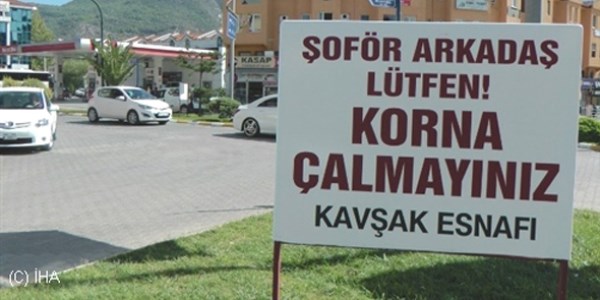 ŞOFÖR ARKADAŞ
LÜTFEN!
KORNA
ÇALMAYINIZ
KAVŞAK ESNAFI
KASAP
(C) İHA